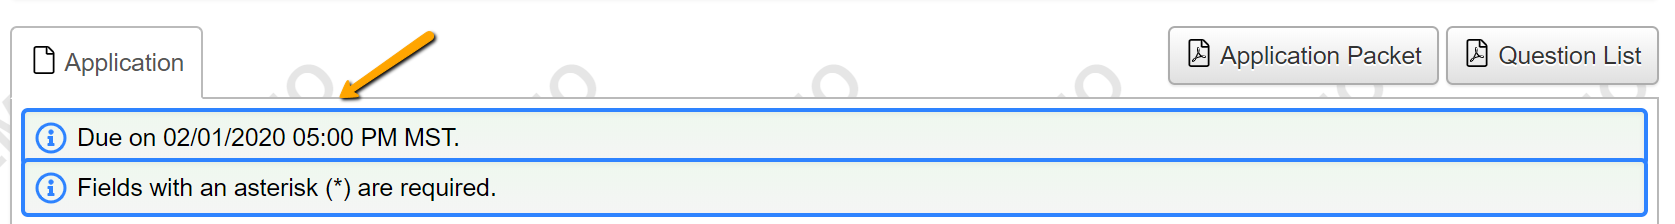 Application
Application Packet
Question List
Due on 02/01/2020 05:00 PM MST.
Fields with an asterisk (*) are required.